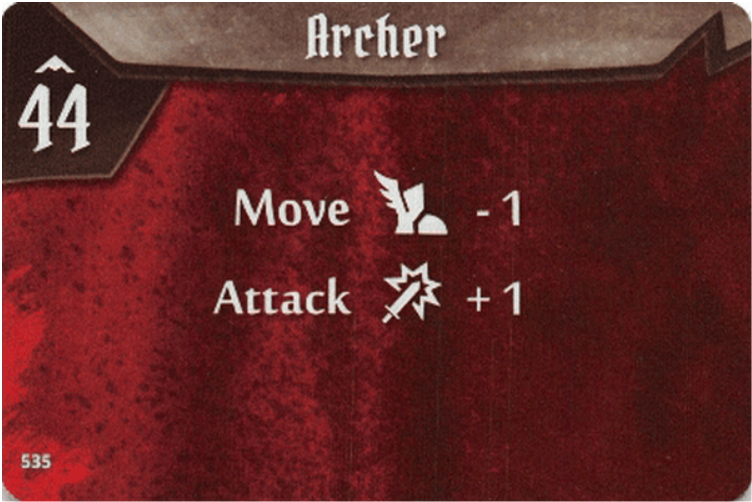 Archer
44
Move - 1
Attack + 1
535